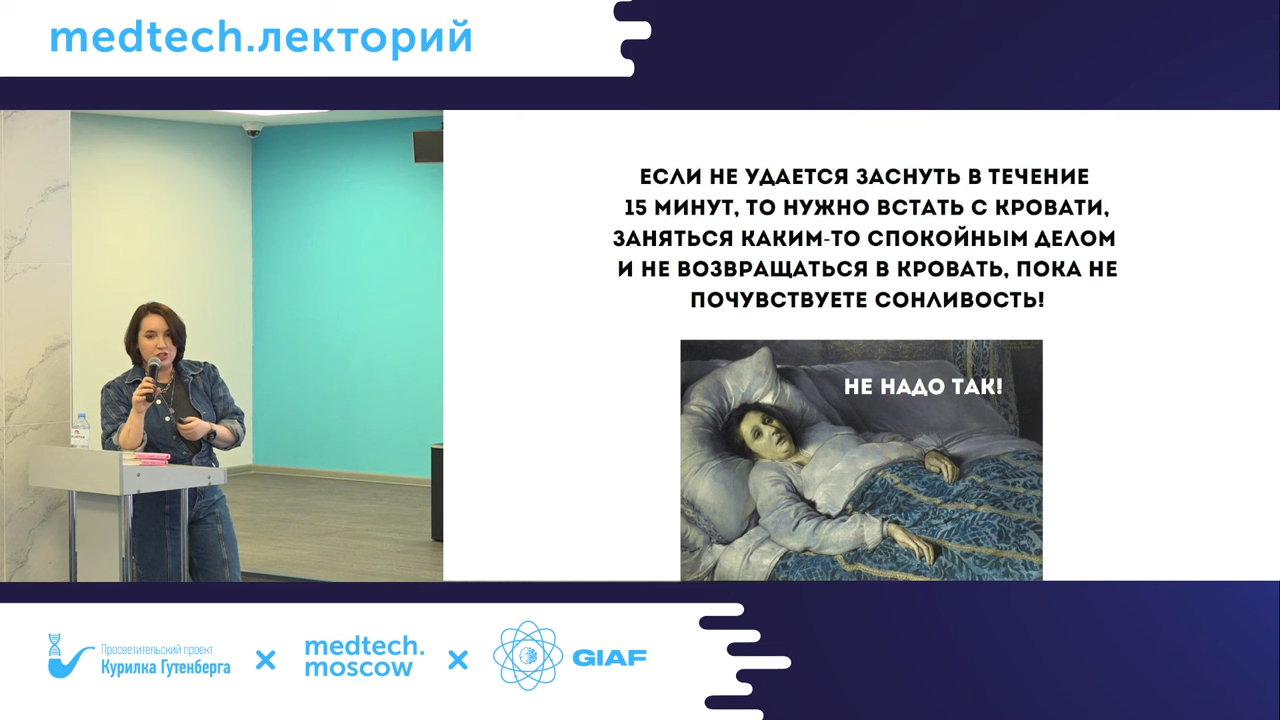 medtech.лекторий
ЕСЛИ НЕ УДАЕТСЯ ЗАСНУТЬ В ТЕЧЕНИЕ
15 МИНУТ, ТО НУЖНО ВСТАТЬ С КРОВАТИ,
ЗАНЯТЬСЯ КАКИМ-ТО СПОКОЙНЫМ ДЕЛОМ
И НЕ ВОЗВРАЩАТЬСЯ В КРОВАТЬ, ПОКА НЕ
ПОЧУВСТВУЕТЕ СОНЛИВОСТЬ!
НЕ НАДО ТАК!
Просветительский проект
Курилка Гутенберга
medtech.
moscow
GIAF